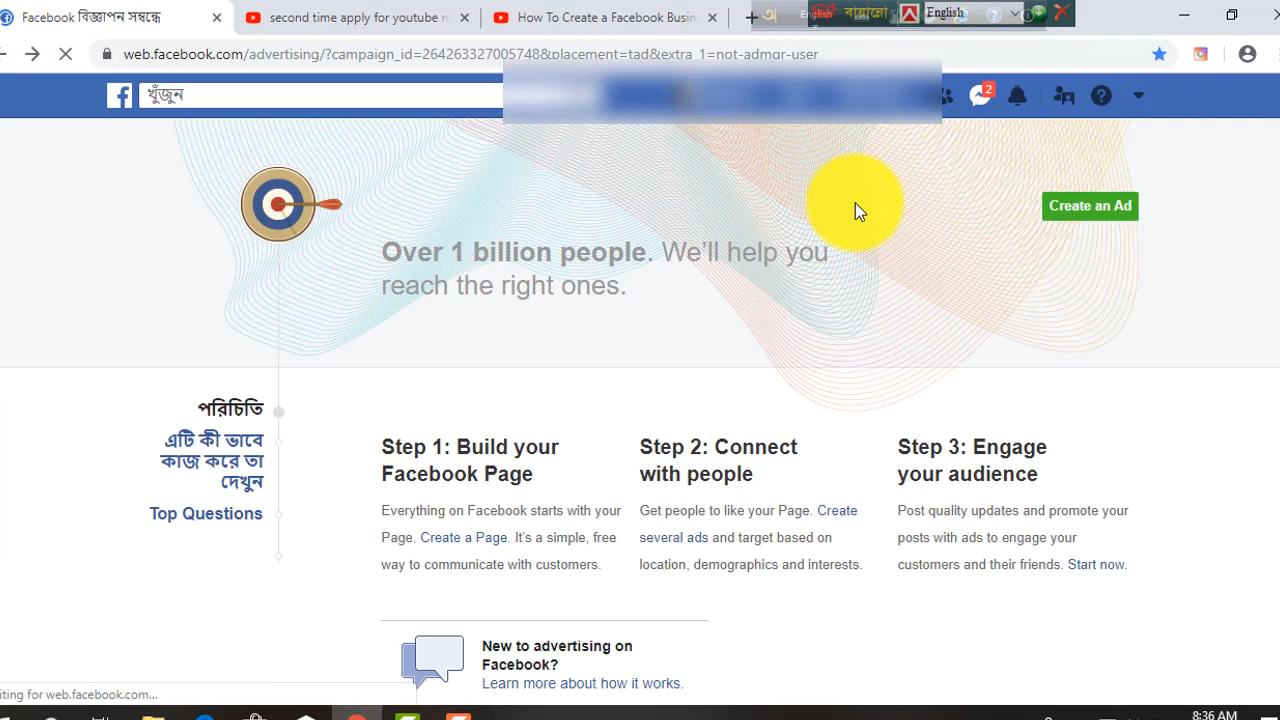 Facebook বিজ্ঞাপন সম্বন্ধে
second time apply for youtube m
How To Create a Facebook Busin
English
বায়ান্নো
English
web.facebook.com/advertising/?campaign_id=264263327005748&placement=tad&extra_1=not-admgr-user
খুঁজুন
2
Create an Ad
Over 1 billion people. We'll help you
reach the right ones.
পরিচিতি
এটি কী ভাবে
কাজ করে তা
দেখুন
Top Questions
Step 1: Build your
Facebook Page
Everything on Facebook starts with your
Page. Create a Page. It's a simple, free
way to communicate with customers.
Step 2: Connect
with people
Get people to like your Page. Create
several ads and target based on
location, demographics and interests.
Step 3: Engage
your audience
Post quality updates and promote your
posts with ads to engage your
customers and their friends. Start now.
New to advertising on
Facebook?
Learn more about how it works.
iting for web.facebook.com...
8:36 AM